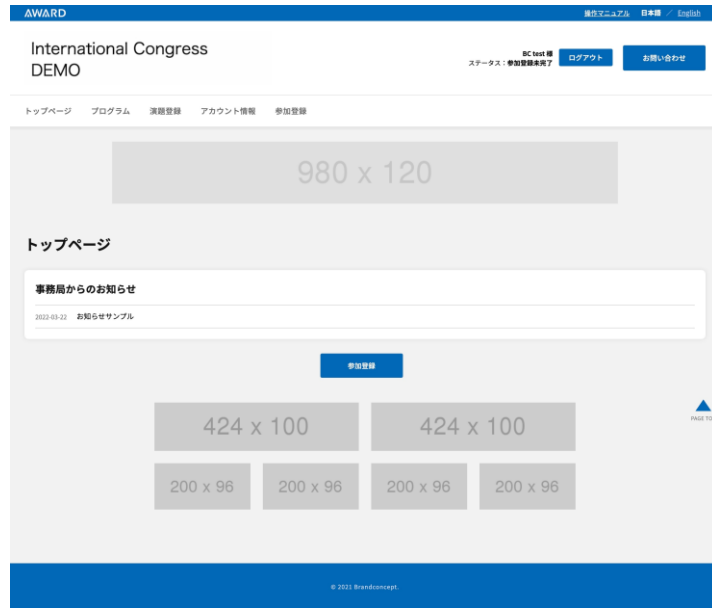 AWARD
操作マニュアル 日本語 / English
International Congress
DEMO
BC test 様
ステータス：参加登録未完了
ログアウト
お問い合わせ
トップページ プログラム 演題登録 アカウント情報 参加登録
980 x 120
トップページ
事務局からのお知らせ
2022-03-22 お知らせサンプル
参加登録
424 x 100 424 x 100
PAGE TO
200 x 96 200 x 96 200 x 96 200 x 96
© 2021 Brandconcept.